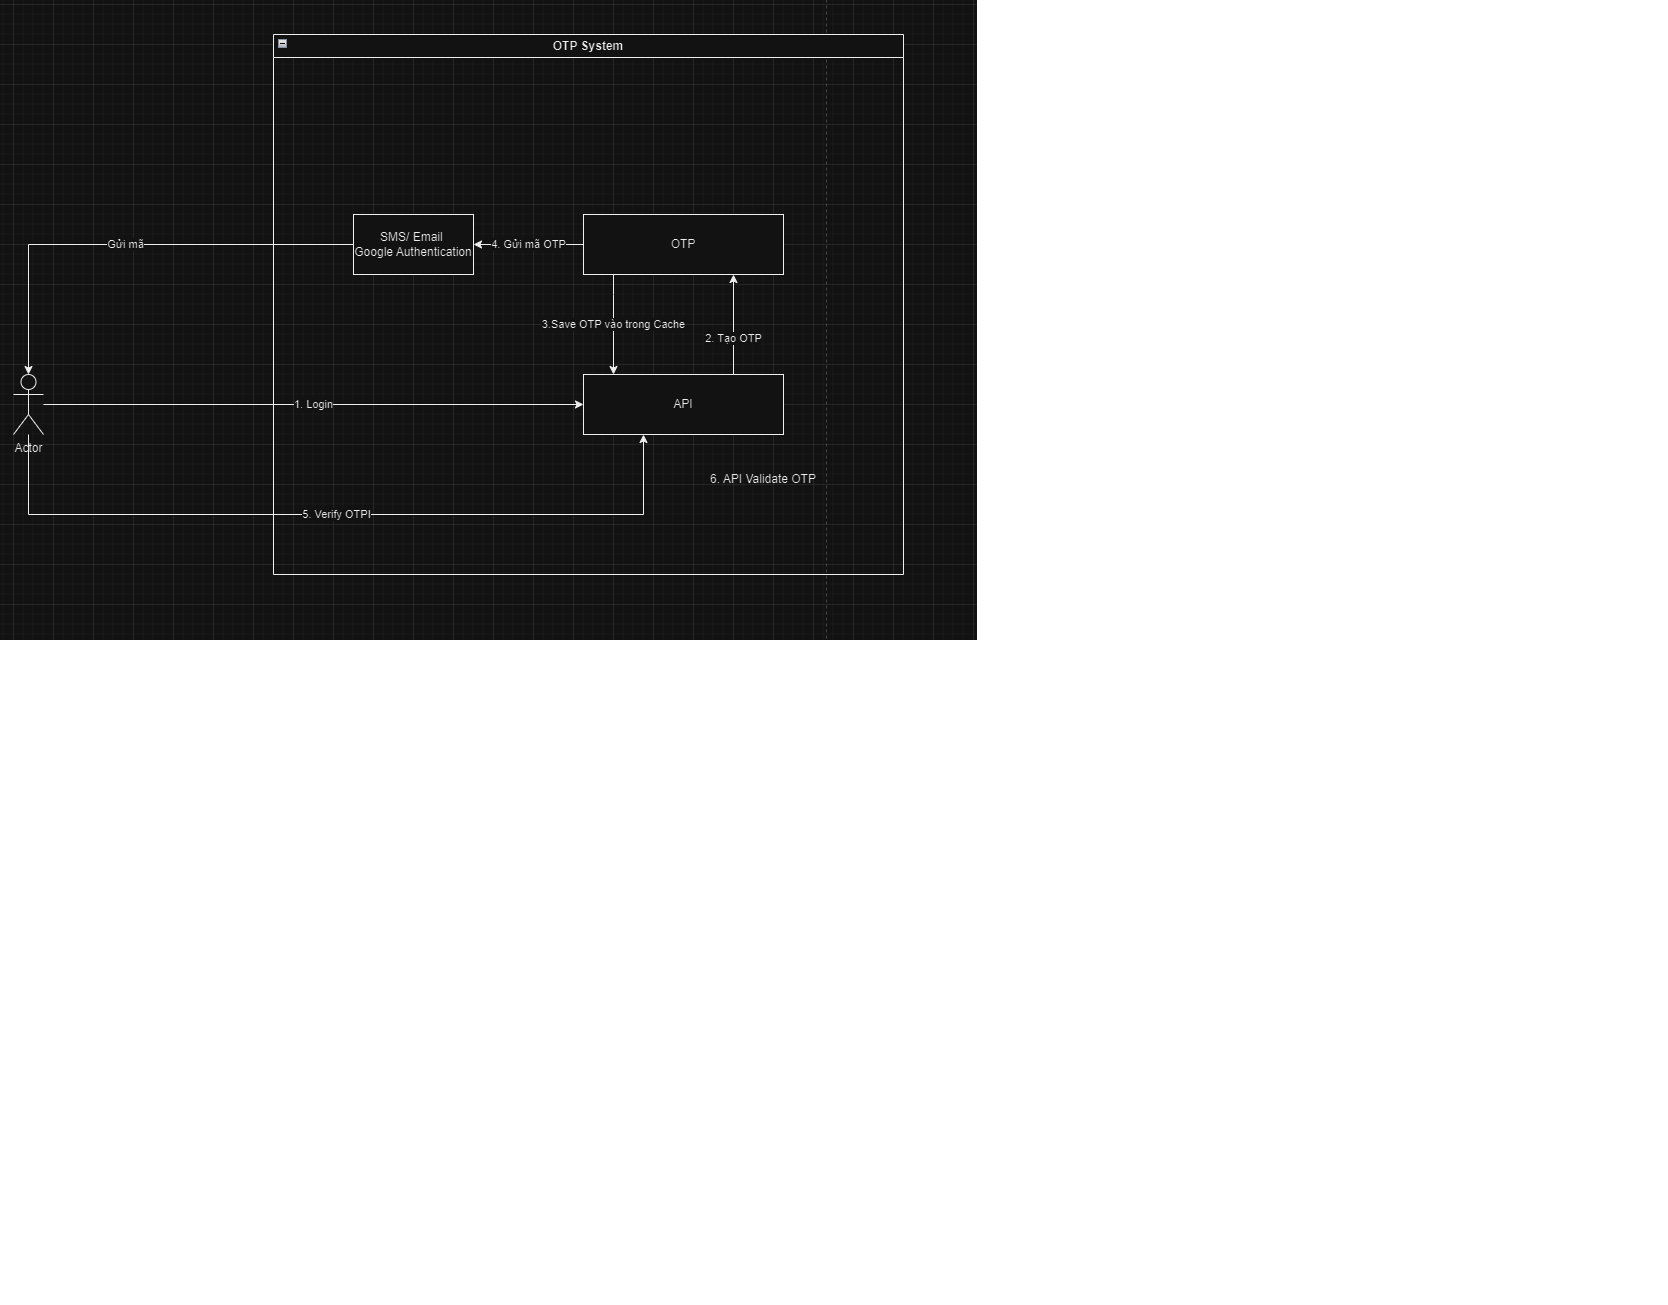 OTP System
SMS/ Email
Google Authentication
OTP
Gửi mã
4. Gửi mã OTP
3.Save OTP vào trong Cache
2. Tạo OTP
1. Login
API
Actor
6. API Validate OTP
5. Verify OTPI